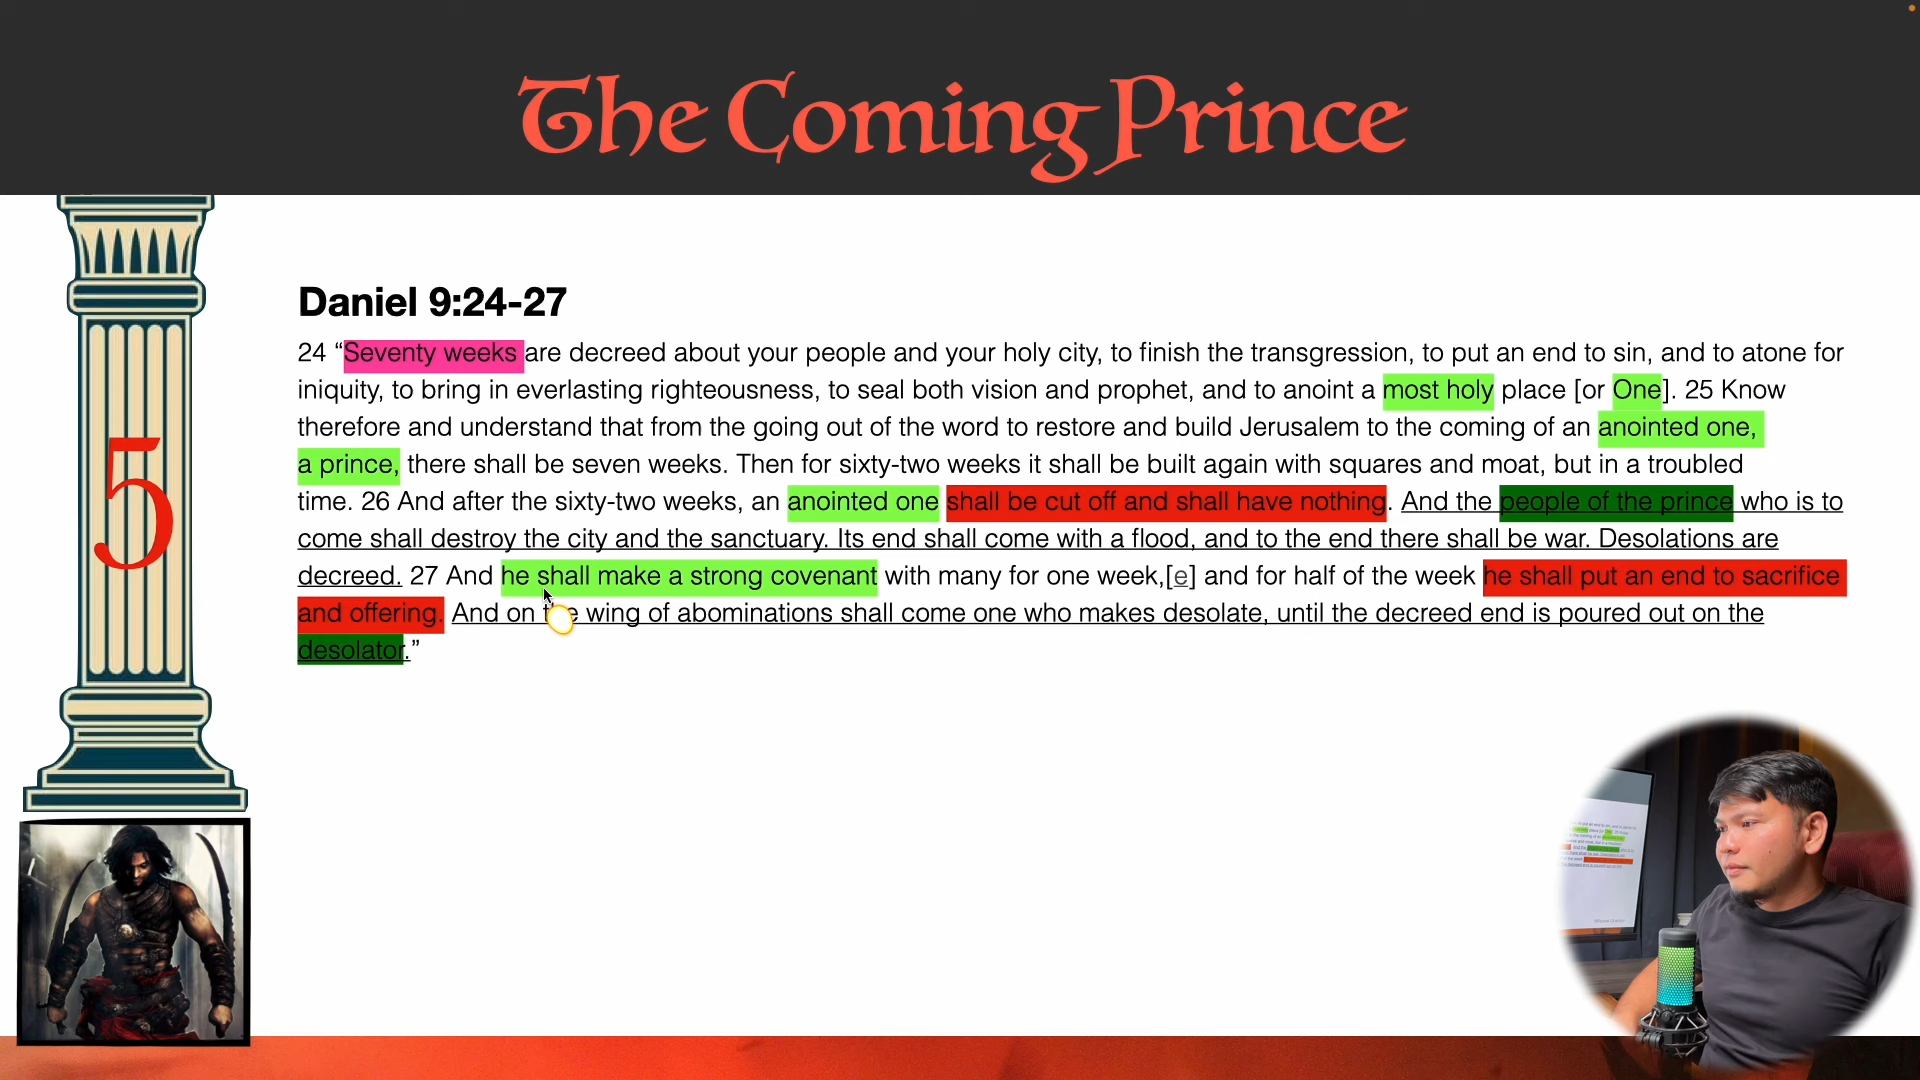 The Coming Prince
5
Daniel 9:24-27
24 “Seventy weeks are decreed about your people and your holy city, to finish the transgression, to put an end to sin, and to atone for
iniquity, to bring in everlasting righteousness, to seal both vision and prophet, and to anoint a most holy place [or One]. 25 Know
therefore and understand that from the going out of the word to restore and build Jerusalem to the coming of an anointed one,
a prince, there shall be seven weeks. Then for sixty-two weeks it shall be built again with squares and moat, but in a troubled
time. 26 And after the sixty-two weeks, an anointed one shall be cut off and shall have nothing. And the people of the prince who is to
come shall destroy the city and the sanctuary. Its end shall come with a flood, and to the end there shall be war. Desolations are
decreed. 27 And he shall make a strong covenant with many for one week,[e] and for half of the week he shall put an end to sacrifice
and offering. And on the wing of abominations shall come one who makes desolate, until the decreed end is poured out on the
desolator.”